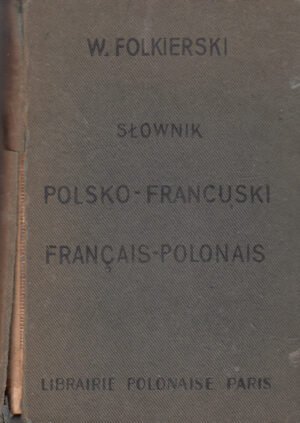 W. FOLKIERSKI
SŁOWNIK
POLSKO-FRANCUSKI
FRANÇAIS-POLONAIS
LIBRAIRIE POLONAISE PARIS